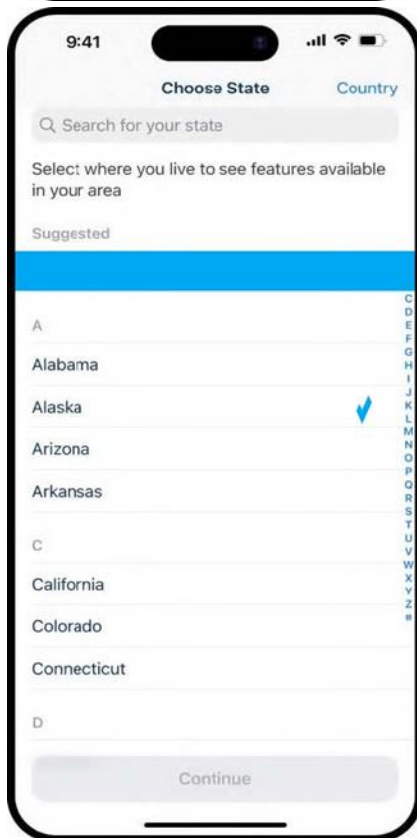 9:41
Choose State
Country
Search for your state
Select where you live to see features available
in your area
Suggested
A
Alabama
Alaska
Arizona
Arkansas
C
California
Colorado
Connecticut
D
Continue
C
D
E
F
G
H
I
J
K
L
M
N
O
P
Q
R
S
T
U
V
W
X
Y
Z
#